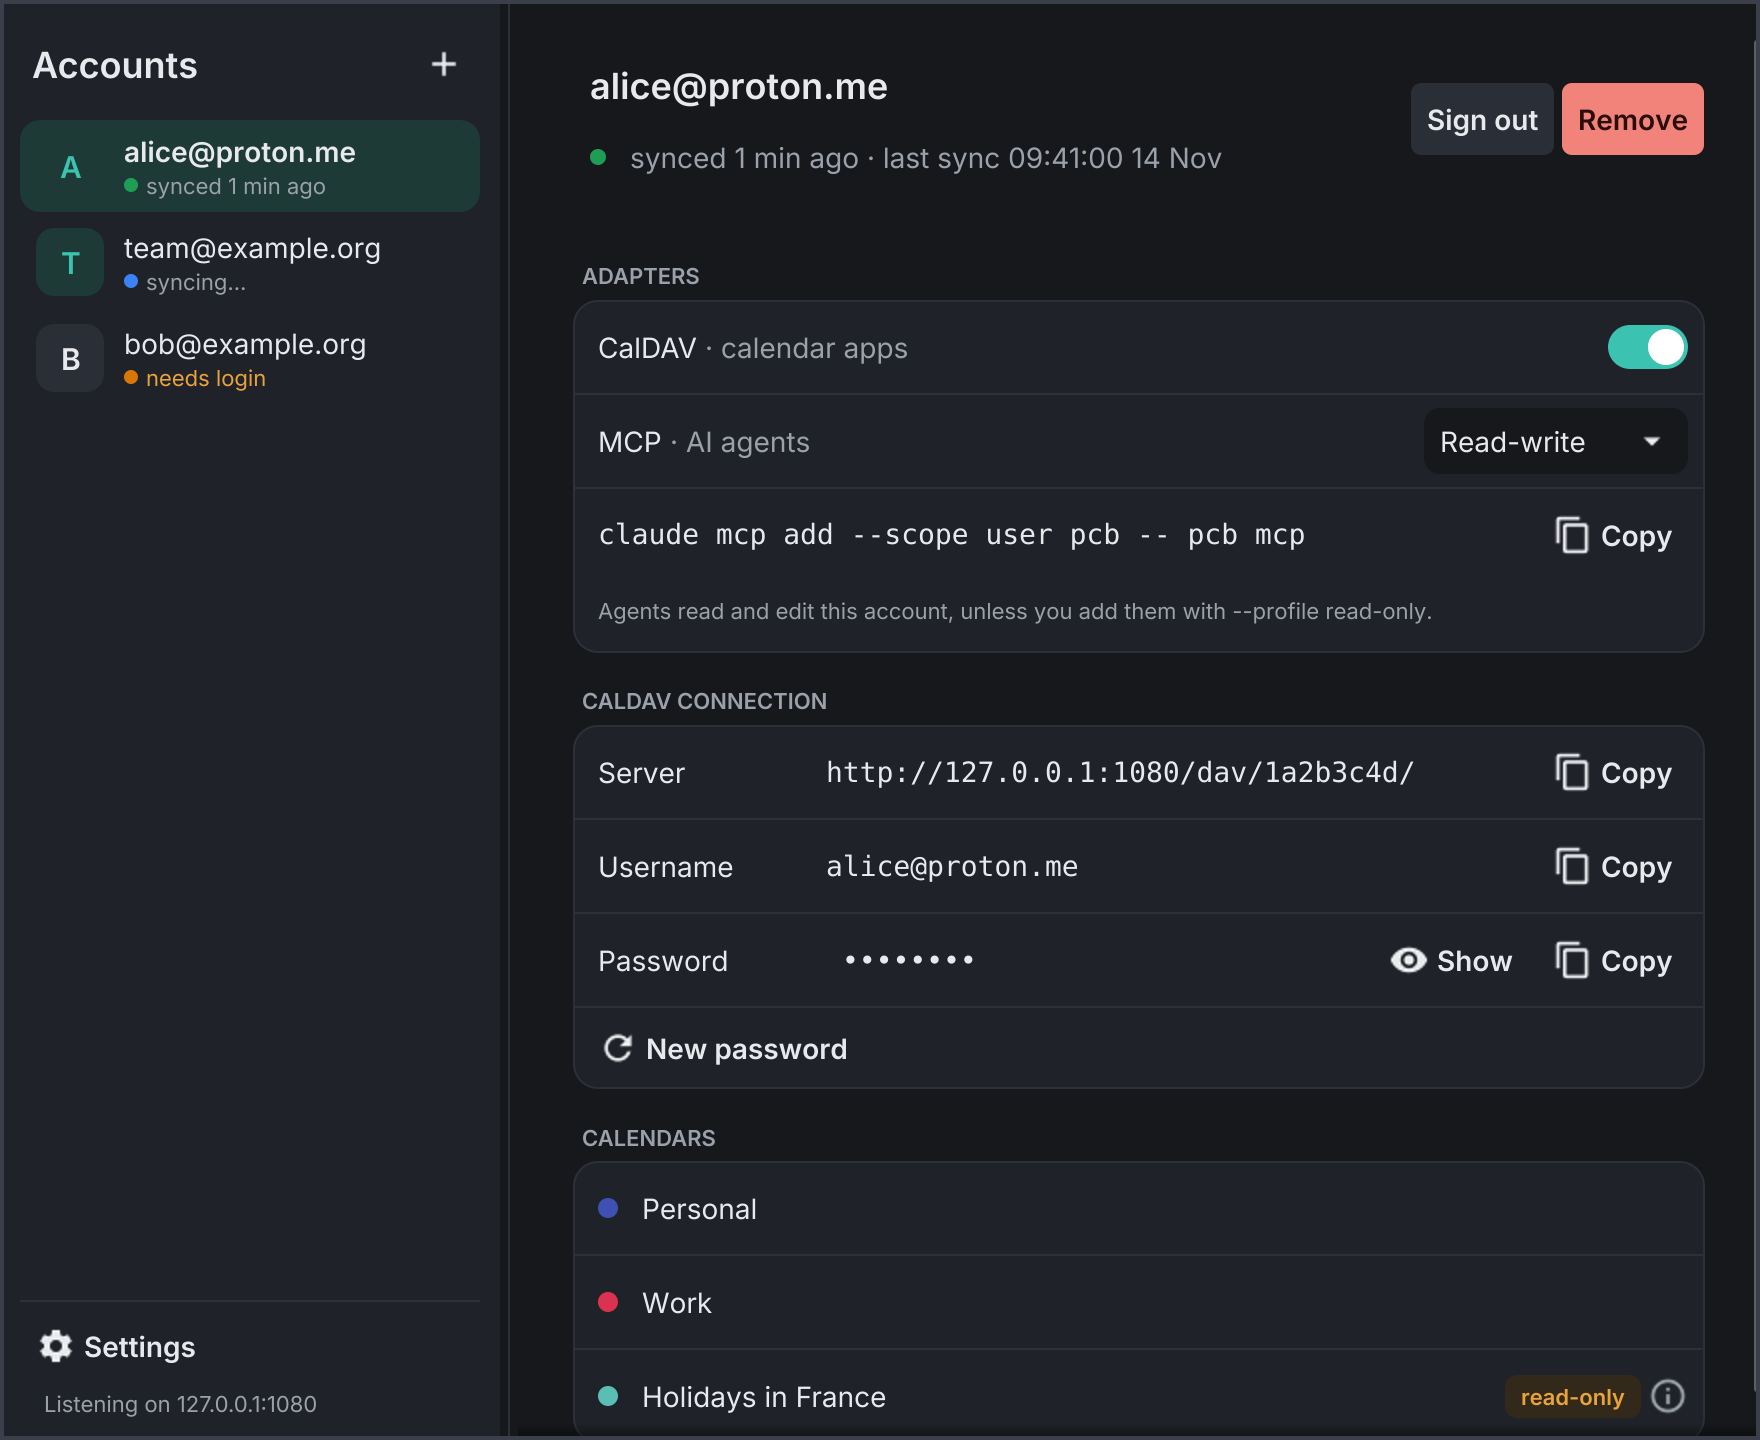 Accounts
A
alice@proton.me
synced 1 min ago
T
team@example.org
syncing...
B
bob@example.org
needs login
Settings
Listening on 127.0.0.1:1080
alice@proton.me
synced 1 min ago · last sync 09:41:00 14 Nov
Sign out
Remove
ADAPTERS
CalDAV · calendar apps
MCP · AI agents
Read-write
claude mcp add --scope user pcb -- pcb mcp
Copy
Agents read and edit this account, unless you add them with --profile read-only.
CALDAV CONNECTION
Server http://127.0.0.1:1080/dav/1a2b3c4d/ Copy
Username alice@proton.me Copy
Password •••••••• Show Copy
New password
CALENDARS
Personal
Work
Holidays in France read-only